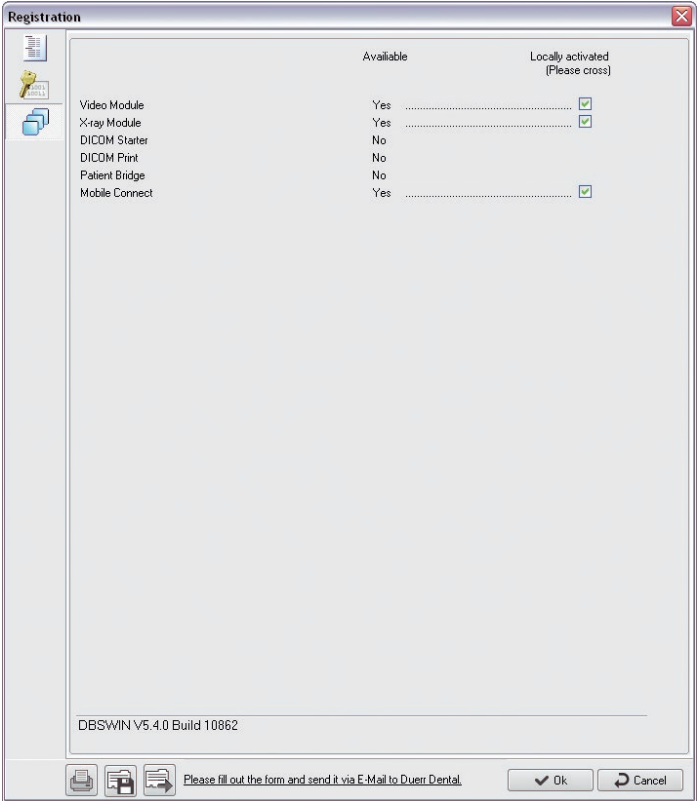 Registration
Availiable Locally activated
(Please cross)
Video Module Yes ........................................................
X-ray Module Yes ........................................................
DICOM Starter No
DICOM Print No
Patient Bridge No
Mobile Connect Yes ........................................................
DBSWIN V5.4.0 Build 10862
Please fill out the form and send it via E-Mail to Duerr Dental. Ok Cancel